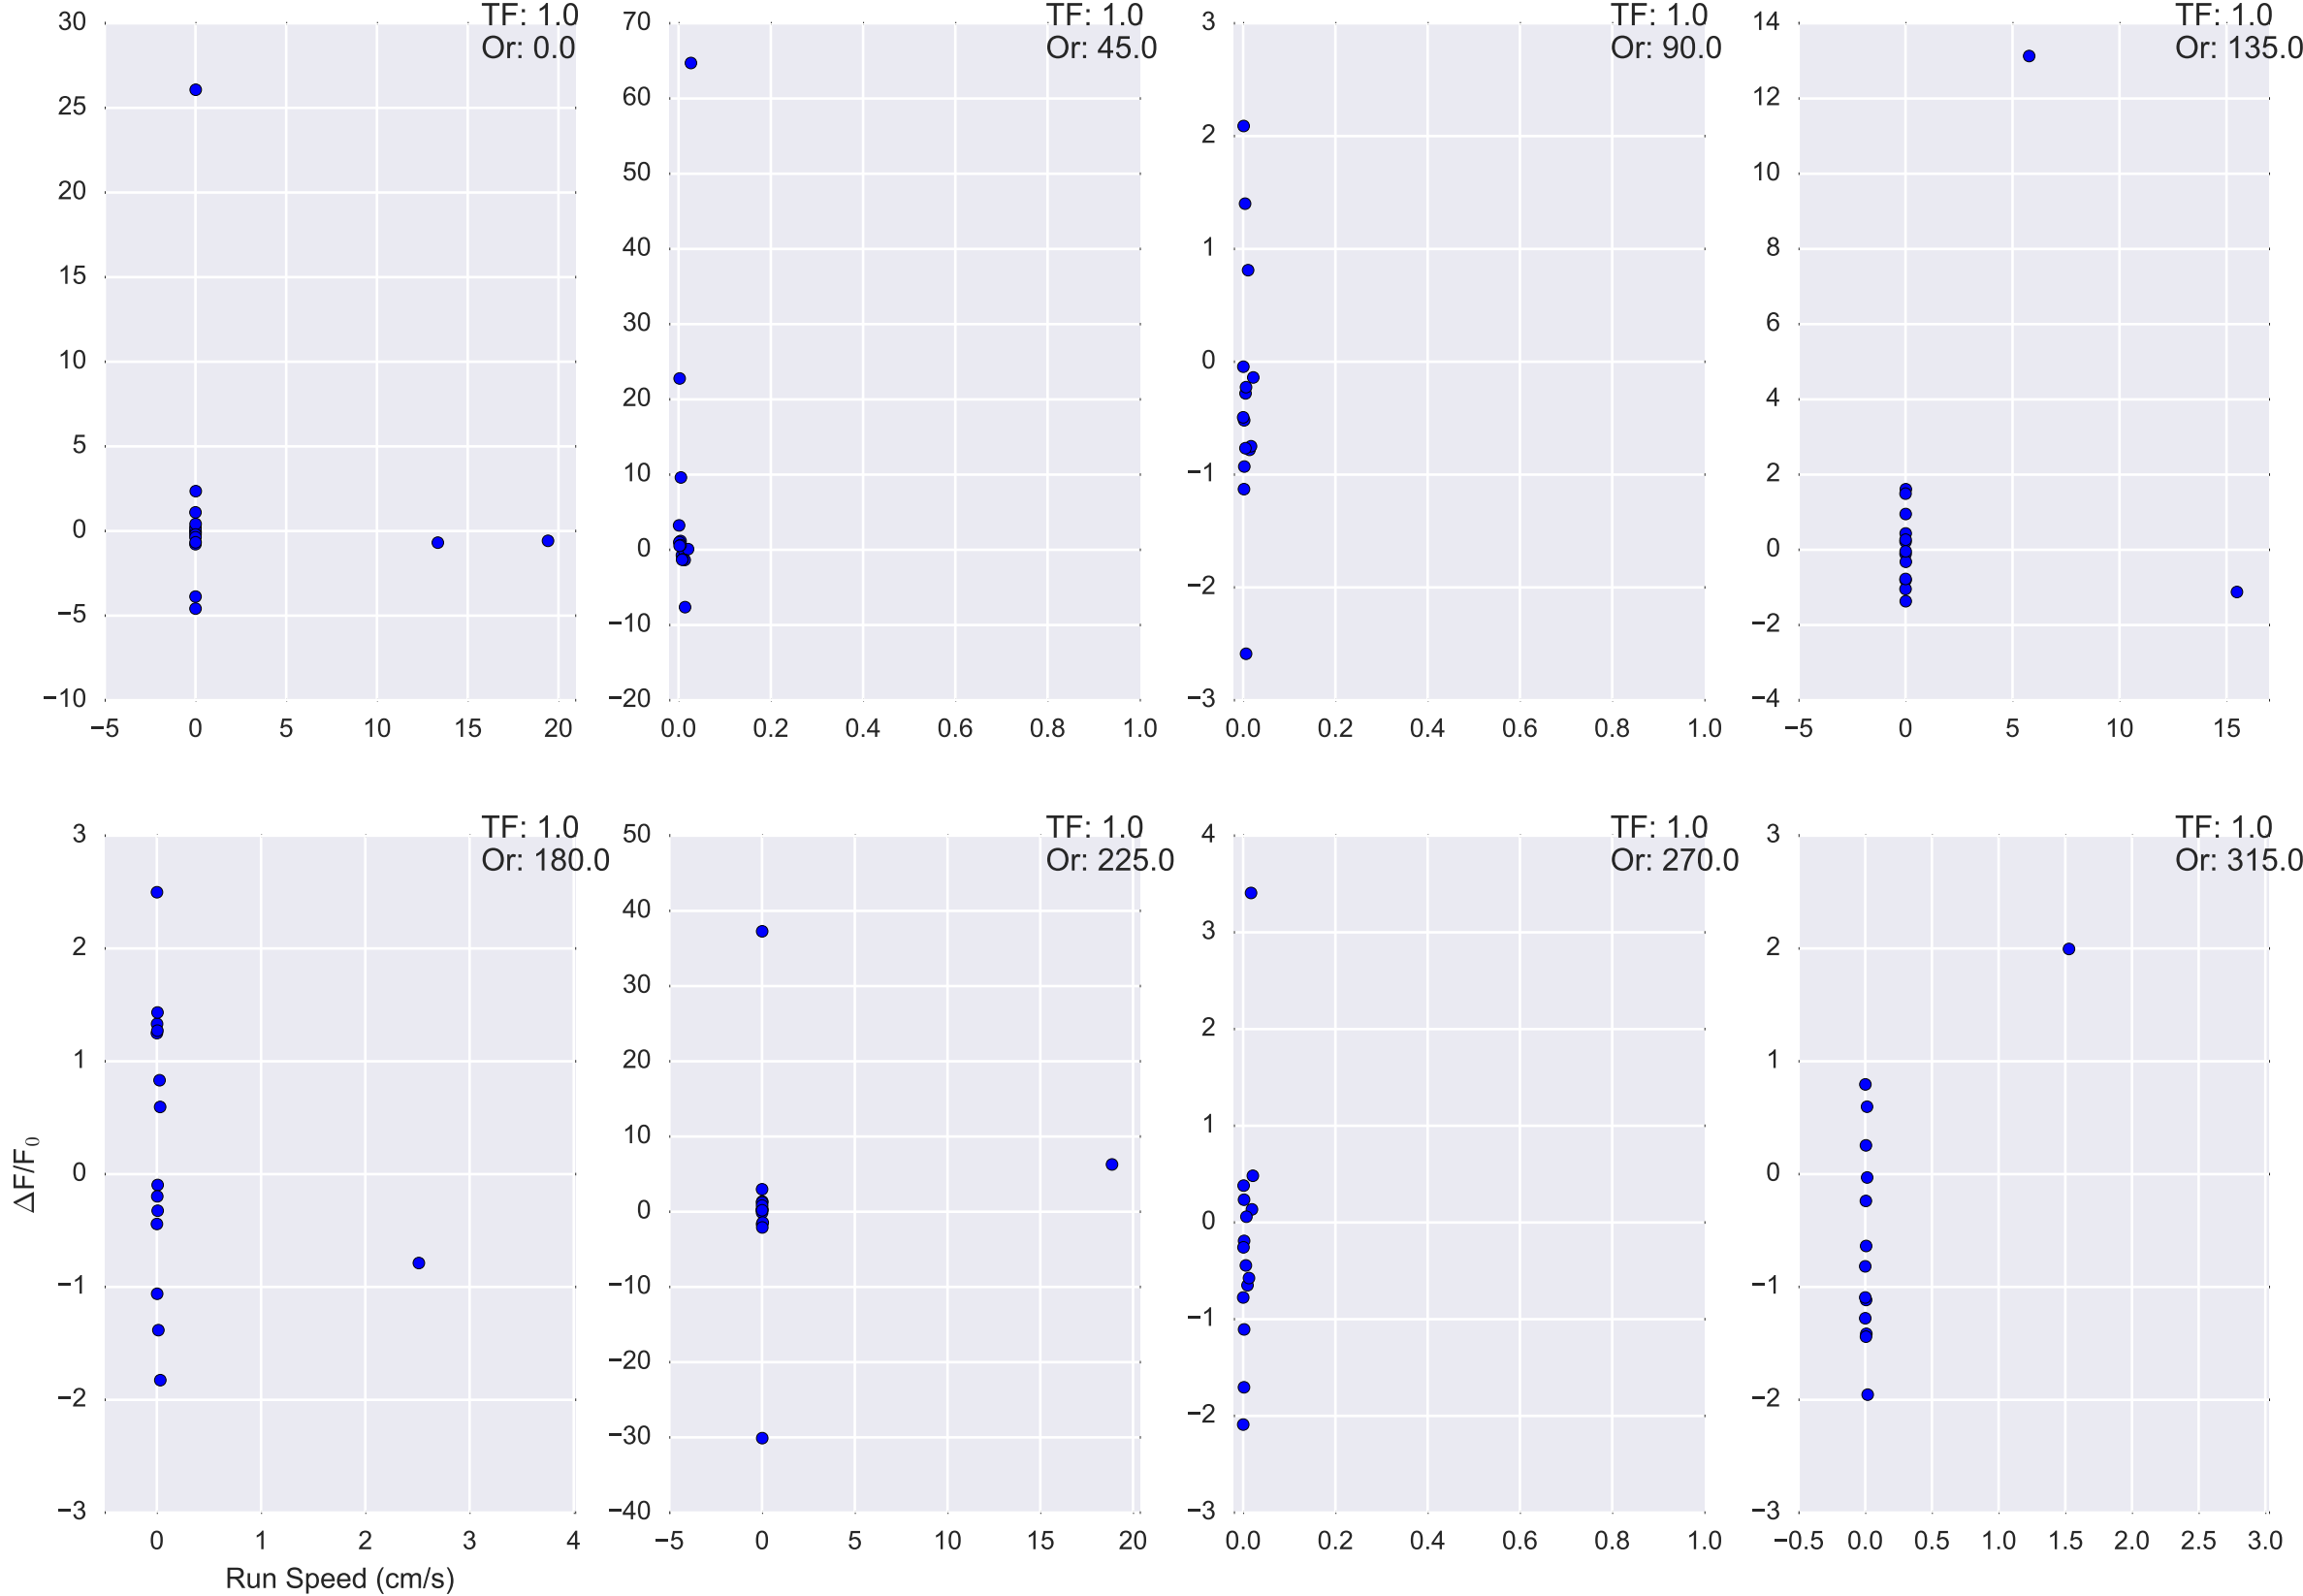 TF: 1.0
Or: 0.0
30
25
20
15
10
5
0
−5
−10
−5 0 5 10 15 20
TF: 1.0
Or: 45.0
70
60
50
40
30
20
10
0
−10
−20
0.0 0.2 0.4 0.6 0.8 1.0
TF: 1.0
Or: 90.0
3
2
1
0
−1
−2
−3
0.0 0.2 0.4 0.6 0.8 1.0
TF: 1.0
Or: 135.0
14
12
10
8
6
4
2
0
−2
−4
−5 0 5 10 15
TF: 1.0
Or: 180.0
3
2
1
0
−1
−2
−3
0 1 2 3 4
ΔF/F₀
Run Speed (cm/s)
TF: 1.0
Or: 225.0
50
40
30
20
10
0
−10
−20
−30
−40
−5 0 5 10 15 20
TF: 1.0
Or: 270.0
4
3
2
1
0
−1
−2
−3
0.0 0.2 0.4 0.6 0.8 1.0
TF: 1.0
Or: 315.0
3
2
1
0
−1
−2
−3
−0.5 0.0 0.5 1.0 1.5 2.0 2.5 3.0